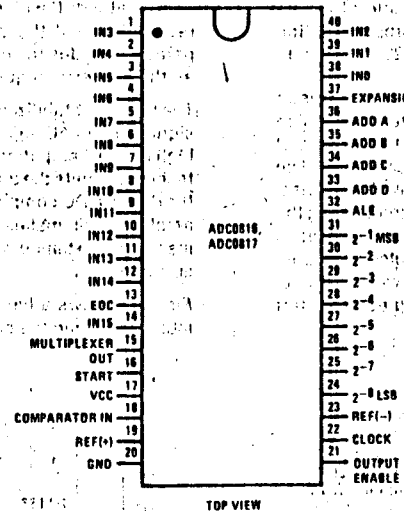 1 IN3
2 IN4
3 IN5
4 IN6
5 IN7
6 IN8
7 IN9
8 IN10
9 IN11
10 IN12
11 IN13
12 IN14
13 EOC
14 IN15
15 MULTIPLEXER OUT
16 START
17 VCC
18 COMPARATOR IN
19 REF(+)
20 GND
ADC0816,
ADC0817
40 IN2
39 IN1
38 IN0
37 EXPANSI
36 ADD A
35 ADD B
34 ADD C
33 ADD D
32 ALE
31 2-1 MSB
30 2-2
29 2-3
28 2-4
27 2-5
26 2-6
25 2-7
24 2-8 LSB
23 REF(-)
22 CLOCK
21 OUTPUT ENABLE
TOP VIEW